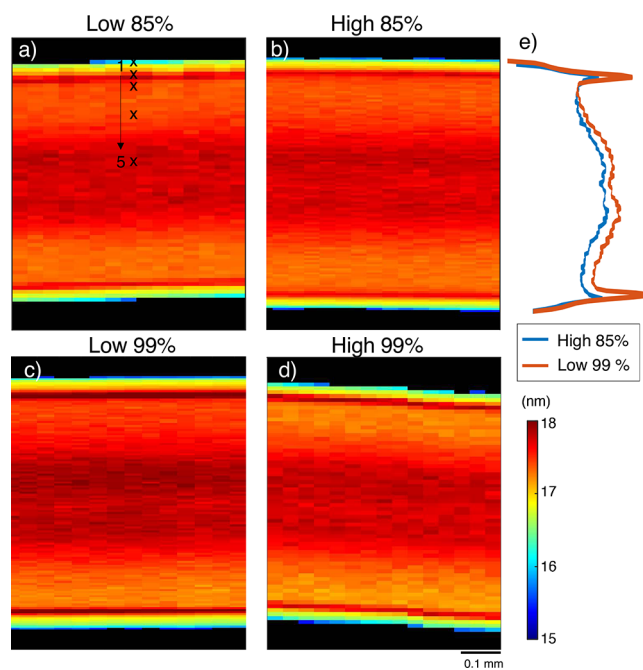 Low 85%
High 85%
a)
b)
e)
1 x
x
x
x
5 x
High 85%
Low 99 %
Low 99%
High 99%
c)
d)
(nm)
18
17
16
15
0.1 mm